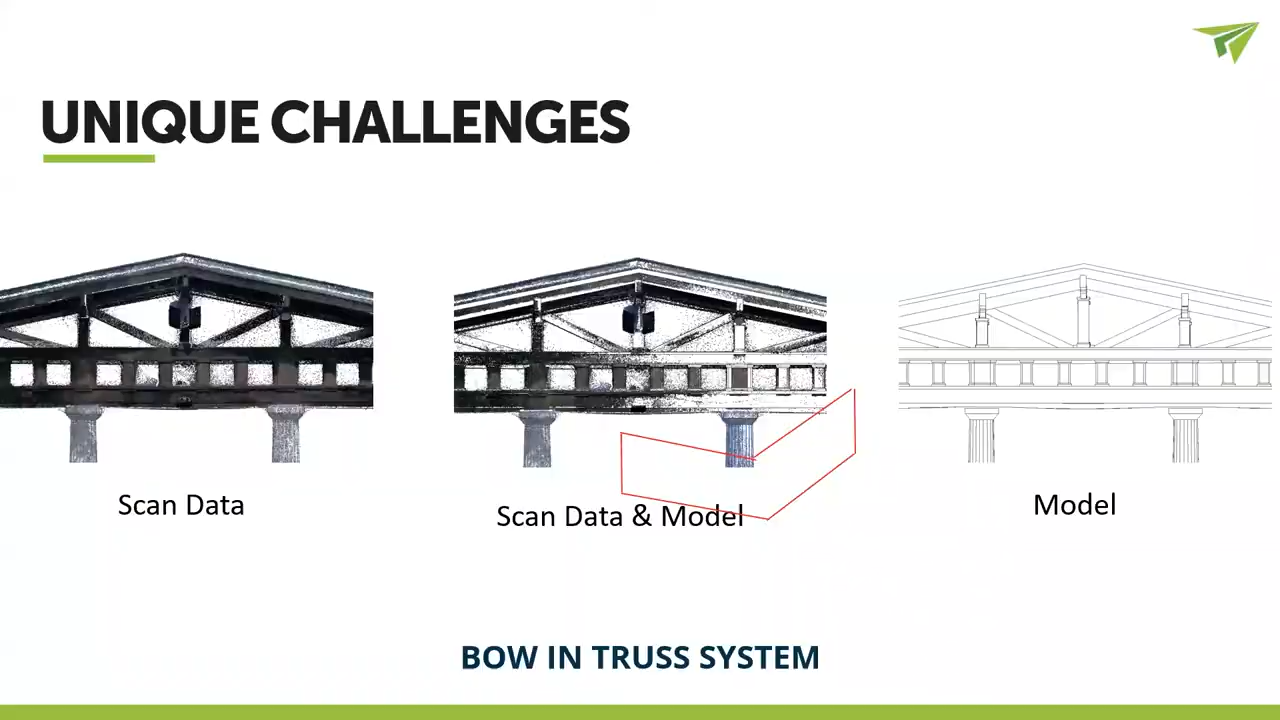 UNIQUE CHALLENGES
Scan Data
Scan Data & Model
Model
BOW IN TRUSS SYSTEM